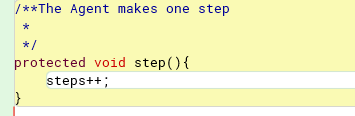 /**The Agent makes one step
*
*/
protected void step(){
steps++;
}